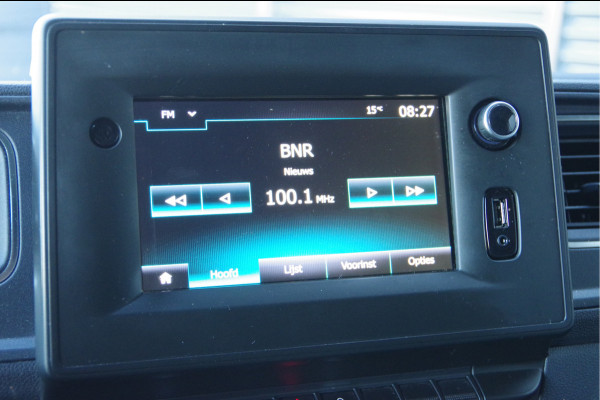 FM 15°C 08:27
BNR
Nieuws
100.1 MHz
Hoofd Lijst Voorinst Opties